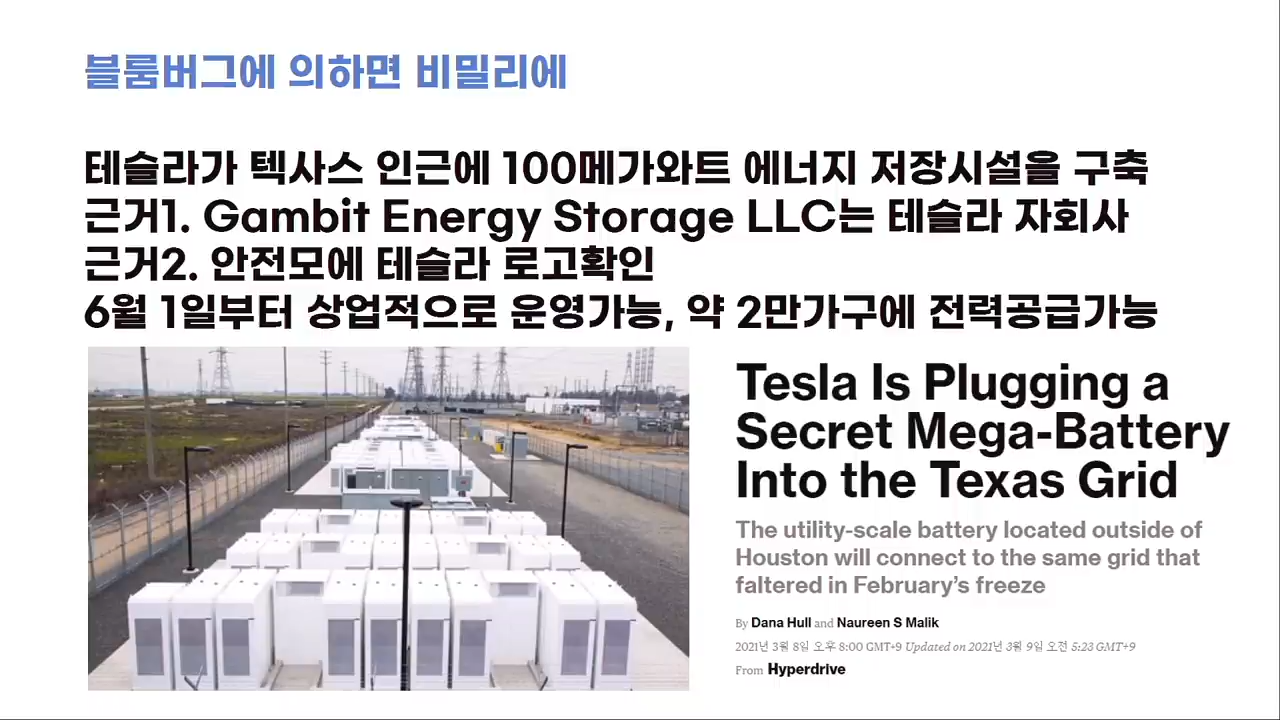 블룸버그에 의하면 비밀리에
테슬라가 텍사스 인근에 100메가와트 에너지 저장시설을 구축
근거1. Gambit Energy Storage LLC는 테슬라 자회사
근거2. 안전모에 테슬라 로고확인
6월 1일부터 상업적으로 운영가능, 약 2만가구에 전력공급가능
Tesla Is Plugging a
Secret Mega-Battery
Into the Texas Grid
The utility-scale battery located outside of
Houston will connect to the same grid that
faltered in February’s freeze
By Dana Hull and Naureen S Malik
2021년 3월 8일 오후 8:00 GMT+9 Updated on 2021년 3월 9일 오전 5:23 GMT+9
From Hyperdrive